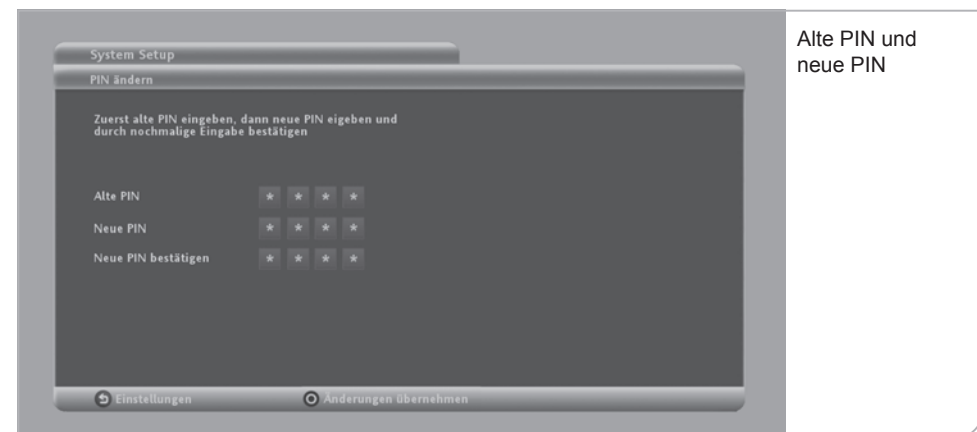 System Setup
PIN ändern
Zuerst alte PIN eingeben, dann neue PIN eigeben und
durch nochmalige Eingabe bestätigen
Alte PIN * * * *
Neue PIN * * * *
Neue PIN bestätigen * * * *
Einstellungen Änderungen übernehmen
Alte PIN und
neue PIN